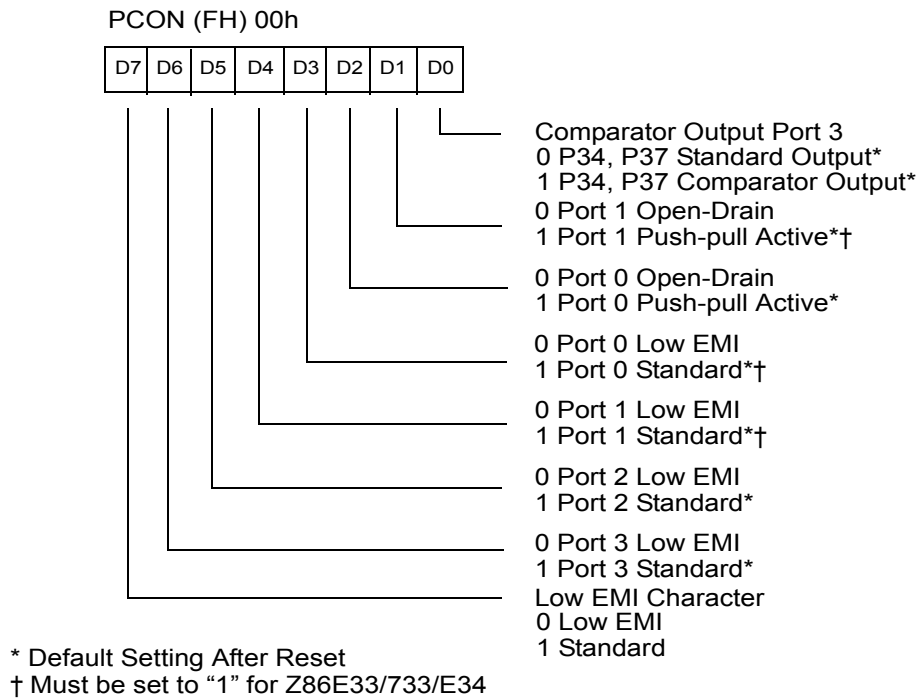 PCON (FH) 00h
D7 D6 D5 D4 D3 D2 D1 D0
Comparator Output Port 3
0 P34, P37 Standard Output*
1 P34, P37 Comparator Output*
0 Port 1 Open-Drain
1 Port 1 Push-pull Active*†
0 Port 0 Open-Drain
1 Port 0 Push-pull Active*
0 Port 0 Low EMI
1 Port 0 Standard*†
0 Port 1 Low EMI
1 Port 1 Standard*†
0 Port 2 Low EMI
1 Port 2 Standard*
0 Port 3 Low EMI
1 Port 3 Standard*
Low EMI Character
0 Low EMI
1 Standard
* Default Setting After Reset
† Must be set to “1” for Z86E33/733/E34